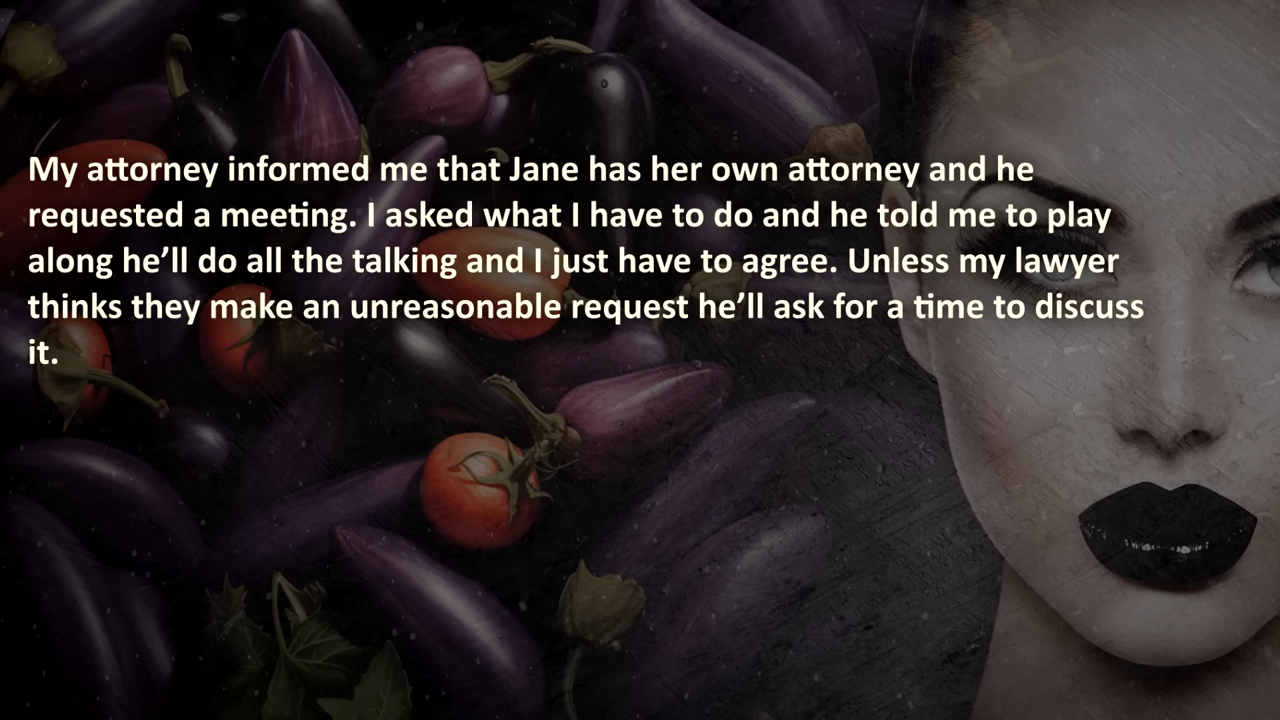 My attorney informed me that Jane has her own attorney and he
requested a meeting. I asked what I have to do and he told me to play
along he’ll do all the talking and I just have to agree. Unless my lawyer
thinks they make an unreasonable request he’ll ask for a time to discuss
it.